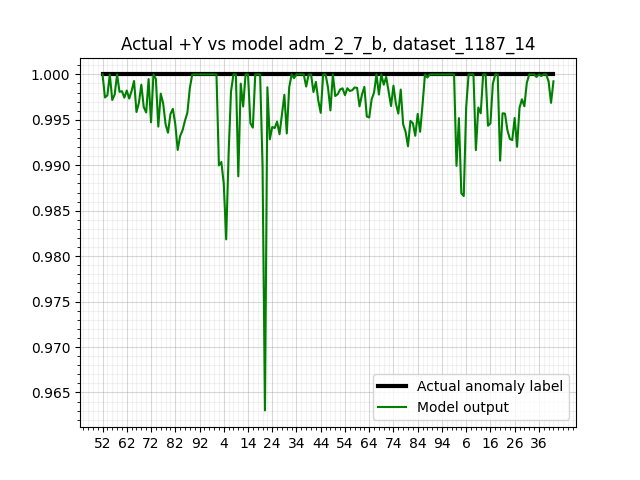 Actual +Y vs model adm_2_7_b, dataset_1187_14
1.000
0.995
0.990
0.985
0.980
0.975
0.970
0.965
Actual anomaly label
Model output
52 62 72 82 92 4 14 24 34 44 54 64 74 84 94 6 16 26 36